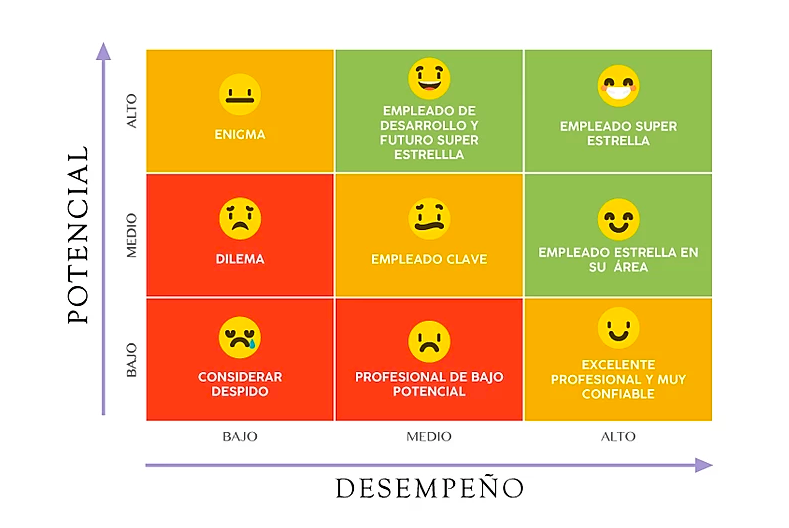 POTENCIAL
ALTO
ENIGMA
EMPLEADO DE
DESARROLLO Y
FUTURO SUPER
ESTRELLLA
EMPLEADO SUPER
ESTRELLA
MEDIO
DILEMA
EMPLEADO CLAVE
EMPLEADO ESTRELLA EN
SU ÁREA
BAJO
CONSIDERAR
DESPIDO
PROFESIONAL DE BAJO
POTENCIAL
EXCELENTE
PROFESIONAL Y MUY
CONFIABLE
BAJO
MEDIO
ALTO
DESEMPEÑO